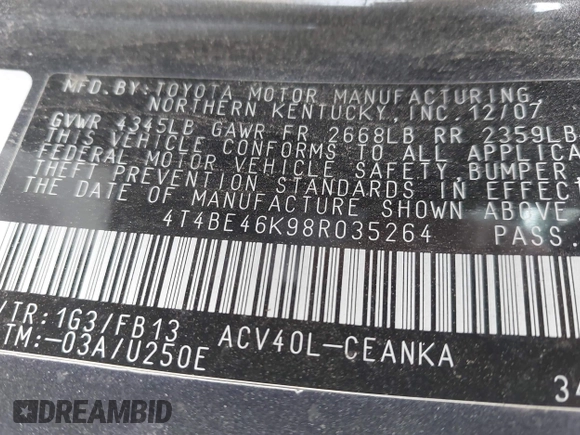 MFD. BY: TOYOTA MOTOR MANUFACTURING,
NORTHERN KENTUCKY, INC. 12/07
GVWR 4345LB GAWR FR 2668LB RR 2359LB
THIS VEHICLE CONFORMS TO ALL APPLICA
FEDERAL MOTOR VEHICLE SAFETY, BUMPER
THEFT PREVENTION STANDARDS IN EFFECT
THE DATE OF MANUFACTURE SHOWN ABOVE
4T4BE46K98R035264 PASS.
/TR: 1G3/FB13 ACV40L-CEANKA
TM:-03A/U250E 34
DREAMBID